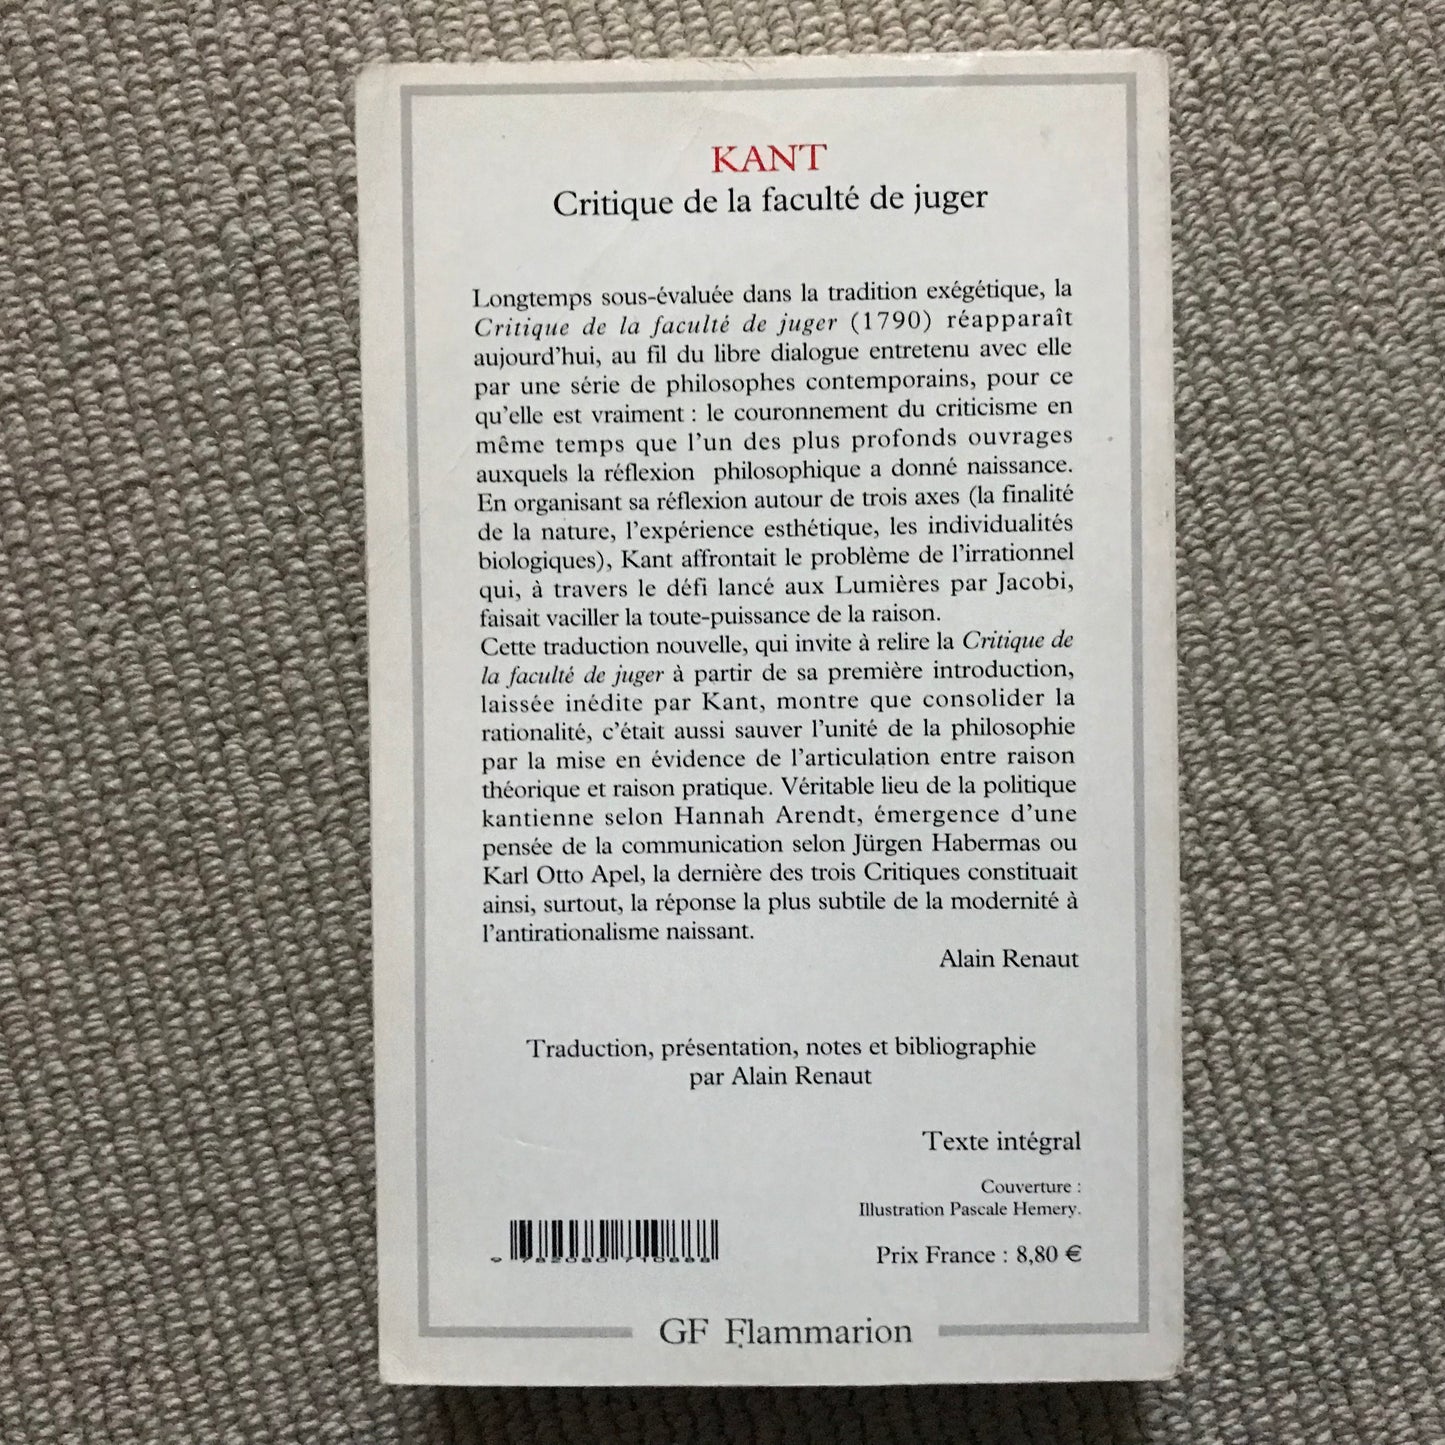 KANT
Critique de la faculté de juger
Longtemps sous-évaluée dans la tradition exégétique, la
Critique de la faculté de juger (1790) réapparaît
aujourd'hui, au fil du libre dialogue entretenu avec elle
par une série de philosophes contemporains, pour ce
qu'elle est vraiment : le couronnement du criticisme en
même temps que l'un des plus profonds ouvrages
auxquels la réflexion philosophique a donné naissance.
En organisant sa réflexion autour de trois axes (la finalité
de la nature, l'expérience esthétique, les individualités
biologiques), Kant affrontait le problème de l'irrationnel
qui, à travers le défi lancé aux Lumières par Jacobi,
faisait vaciller la toute-puissance de la raison.
Cette traduction nouvelle, qui invite à relire la Critique de
la faculté de juger à partir de sa première introduction,
laissée inédite par Kant, montre que consolider la
rationalité, c'était aussi sauver l'unité de la philosophie
par la mise en évidence de l'articulation entre raison
théorique et raison pratique. Véritable lieu de la politique
kantienne selon Hannah Arendt, émergence d'une
pensée de la communication selon Jürgen Habermas ou
Karl Otto Apel, la dernière des trois Critiques constituait
ainsi, surtout, la réponse la plus subtile de la modernité à
l'antirationalisme naissant.
Alain Renaut
Traduction, présentation, notes et bibliographie
par Alain Renaut
Texte intégral
Couverture :
Illustration Pascale Hemery.
Prix France : 8,80 €
GF Flammarion